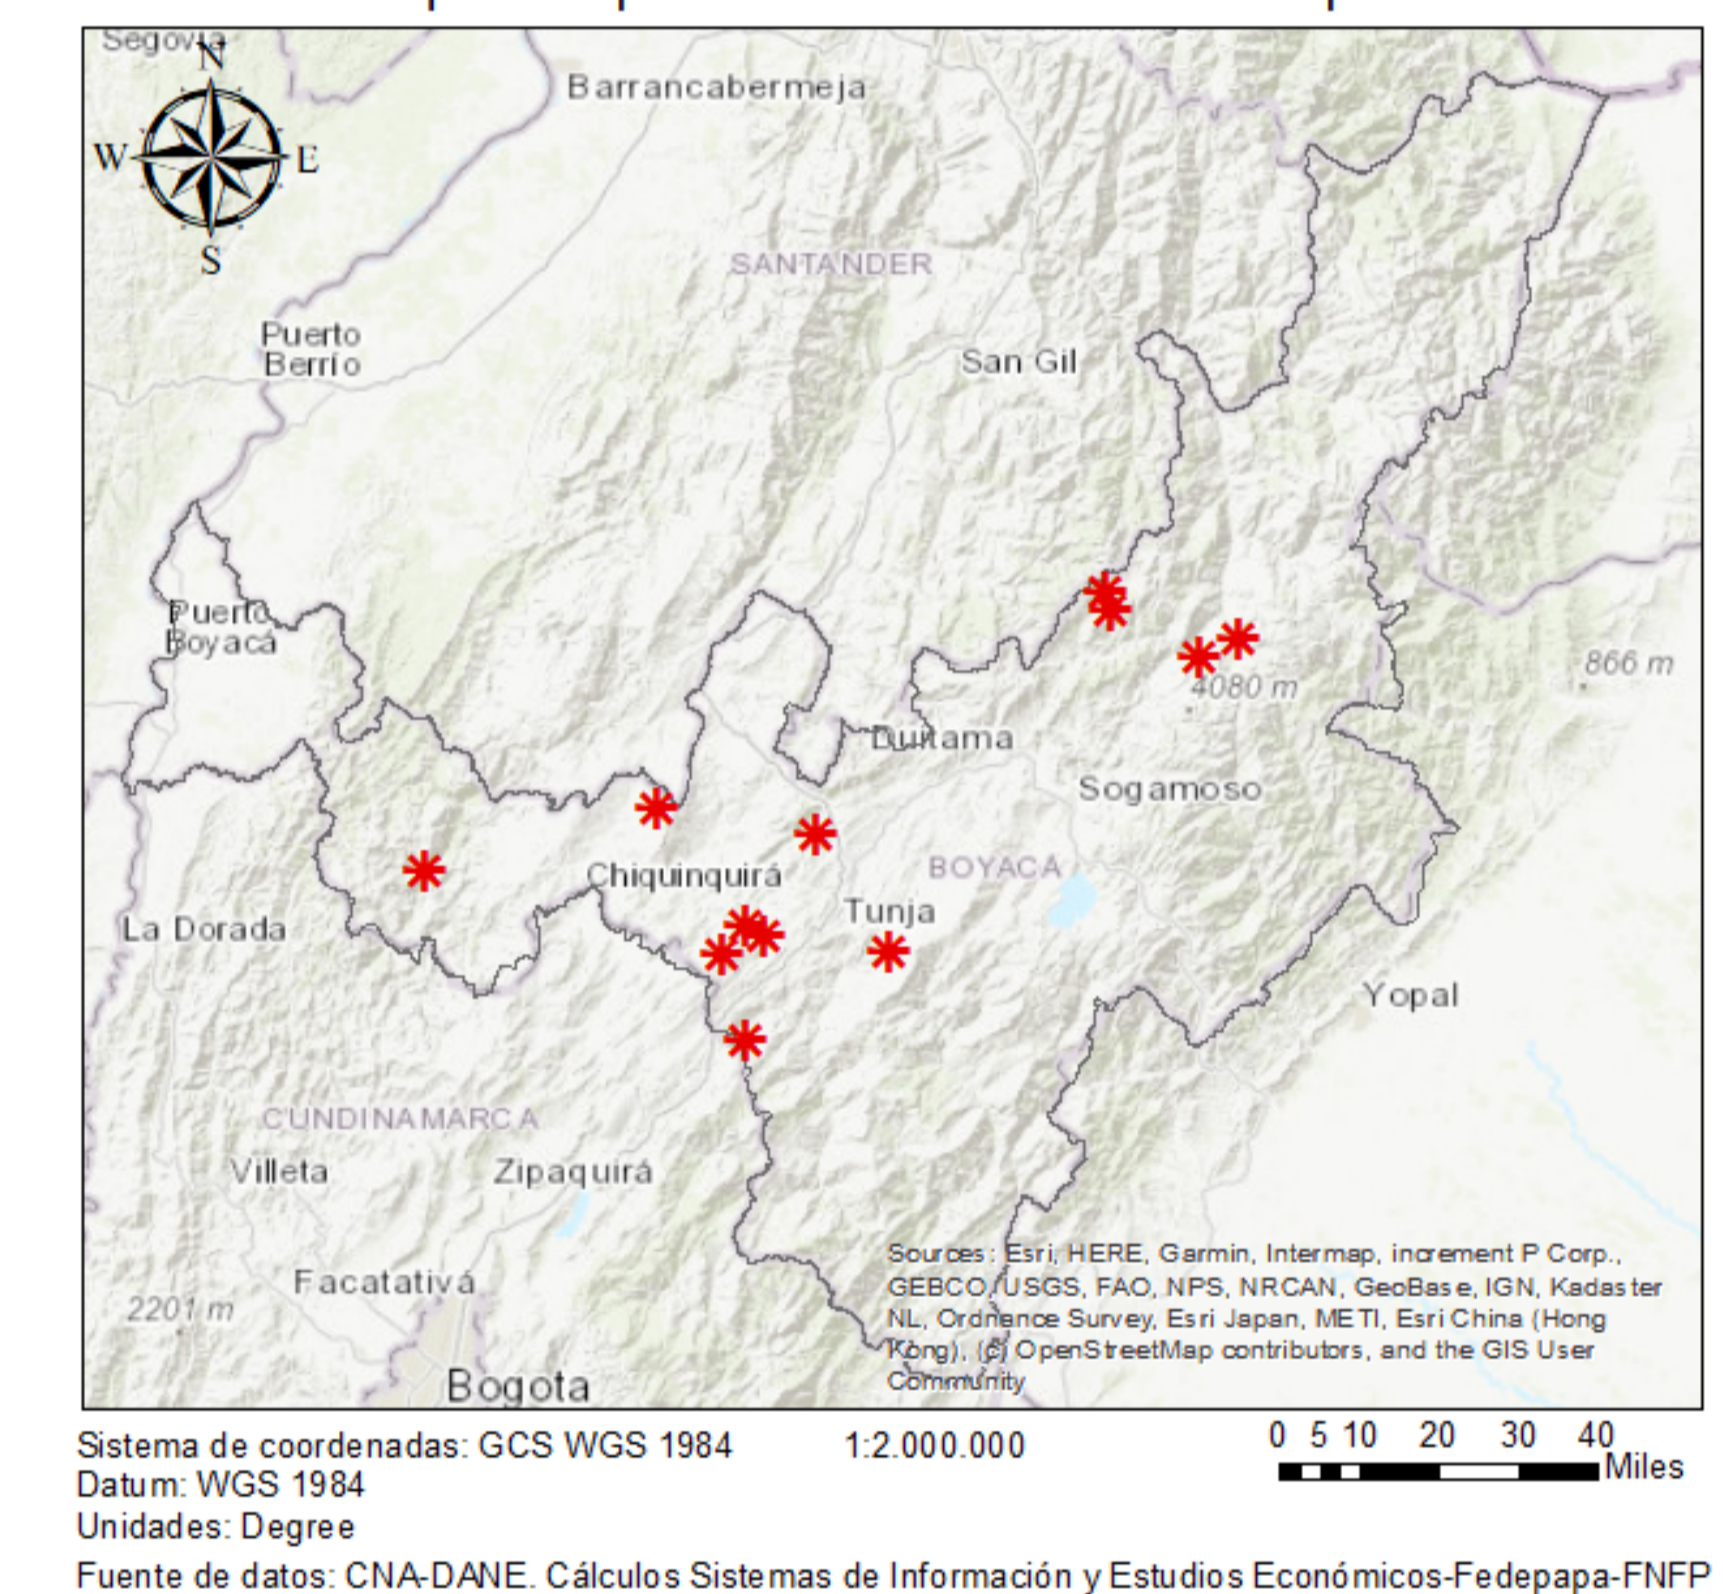 Segovia
N
Barrancabermeja
W
E
S
SANTANDER
Puerto
Berrío
San Gil
Puerto
Boyacá
866 m
4080 m
Duitama
Sogamoso
Chiquinquirá
BOYACÁ
La Dorada
Tunja
Yopal
CUNDINAMARCA
Villeta
Zipaquirá
Facatativá
2201 m
Bogota
Sources: Esri, HERE, Garmin, Intermap, increment P Corp.,
GEBCO, USGS, FAO, NPS, NRCAN, GeoBase, IGN, Kadaster
NL, Ordnance Survey, Esri Japan, METI, Esri China (Hong
Kong), (c) OpenStreetMap contributors, and the GIS User
Community
Sistema de coordenadas: GCS WGS 1984
1:2.000.000
0 5 10 20 30 40
Miles
Datum: WGS 1984
Unidades: Degree
Fuente de datos: CNA-DANE. Cálculos Sistemas de Información y Estudios Económicos-Fedepapa-FNFP